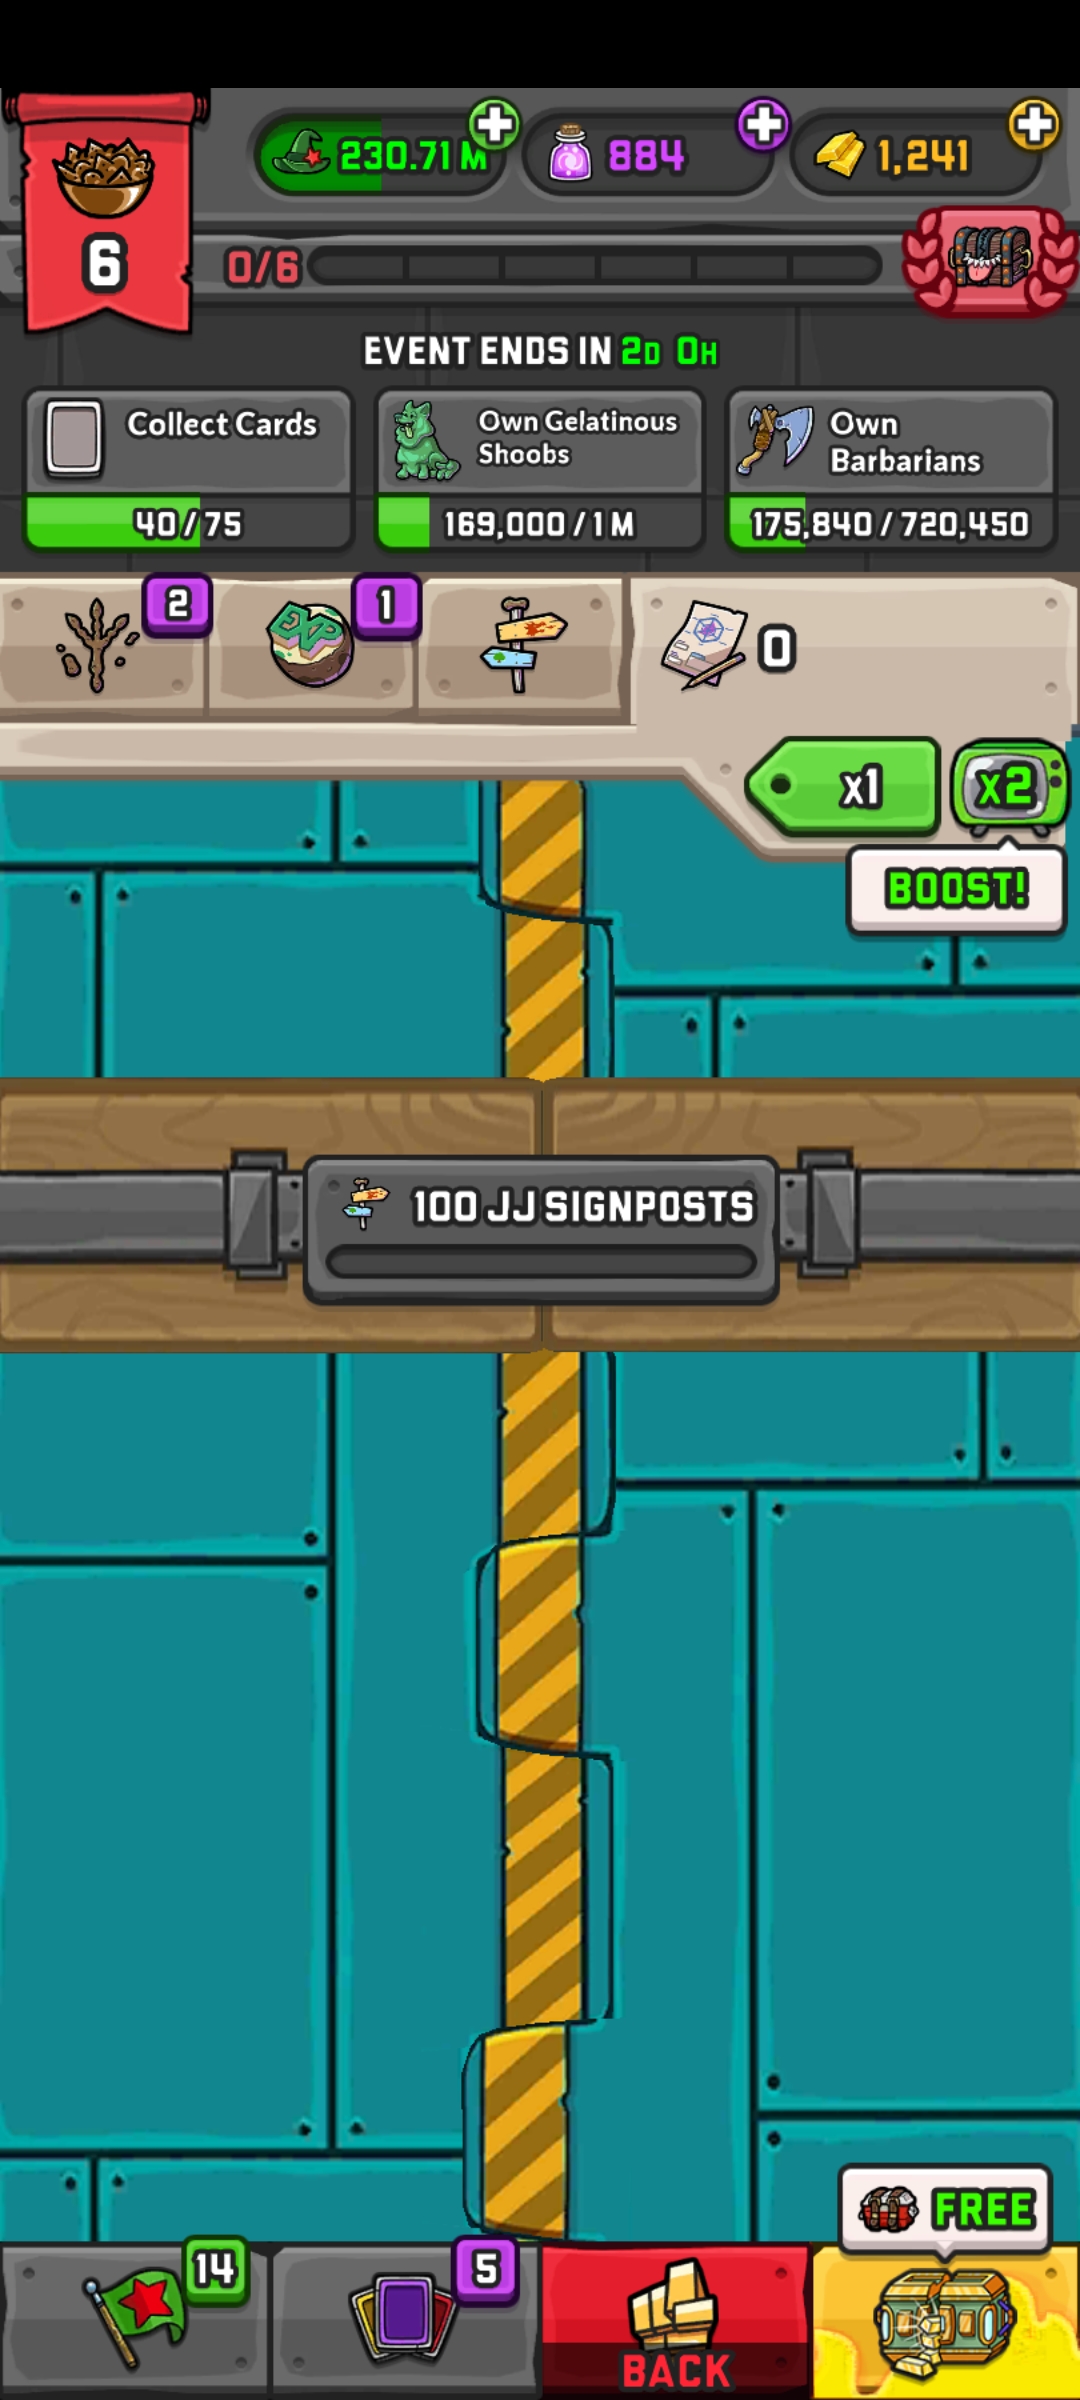 230.71 M
884
1,241
6
0/6
EVENT ENDS IN 2D 0H
Collect Cards
40/75
Own Gelatinous
Shoobs
169,000/1M
Own
Barbarians
175,840/720,450
2
EXP
1
0
x1
x2
BOOST!
100 JJ SIGNPOSTS
FREE
14
5
BACK